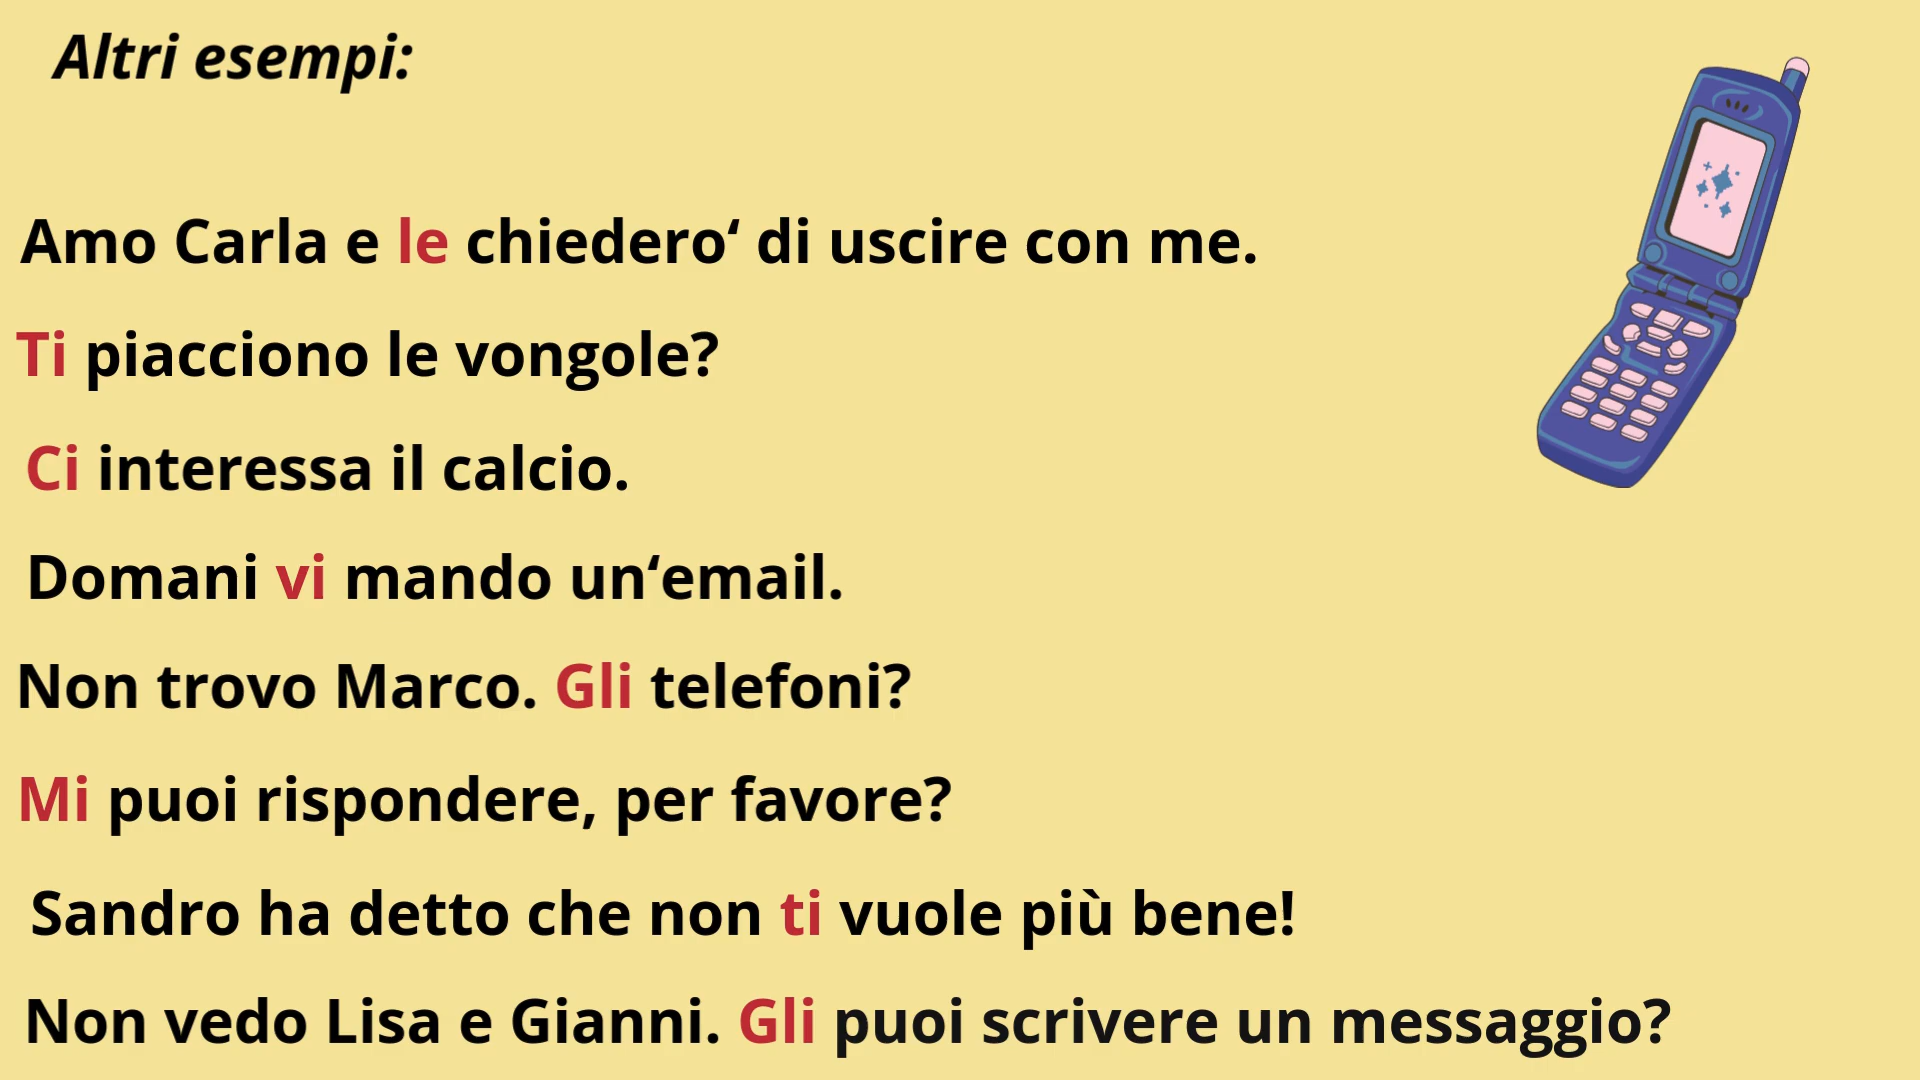 Altri esempi:
Amo Carla e le chiedero‘ di uscire con me.
Ti piacciono le vongole?
Ci interessa il calcio.
Domani vi mando un‘email.
Non trovo Marco. Gli telefoni?
Mi puoi rispondere, per favore?
Sandro ha detto che non ti vuole più bene!
Non vedo Lisa e Gianni. Gli puoi scrivere un messaggio?